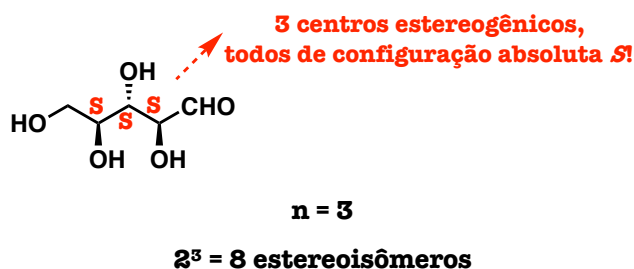 3 centros estereogênicos,
todos de configuração absoluta S!
OH
S S CHO
S
HO
OH OH
n = 3
2³ = 8 estereoisômeros